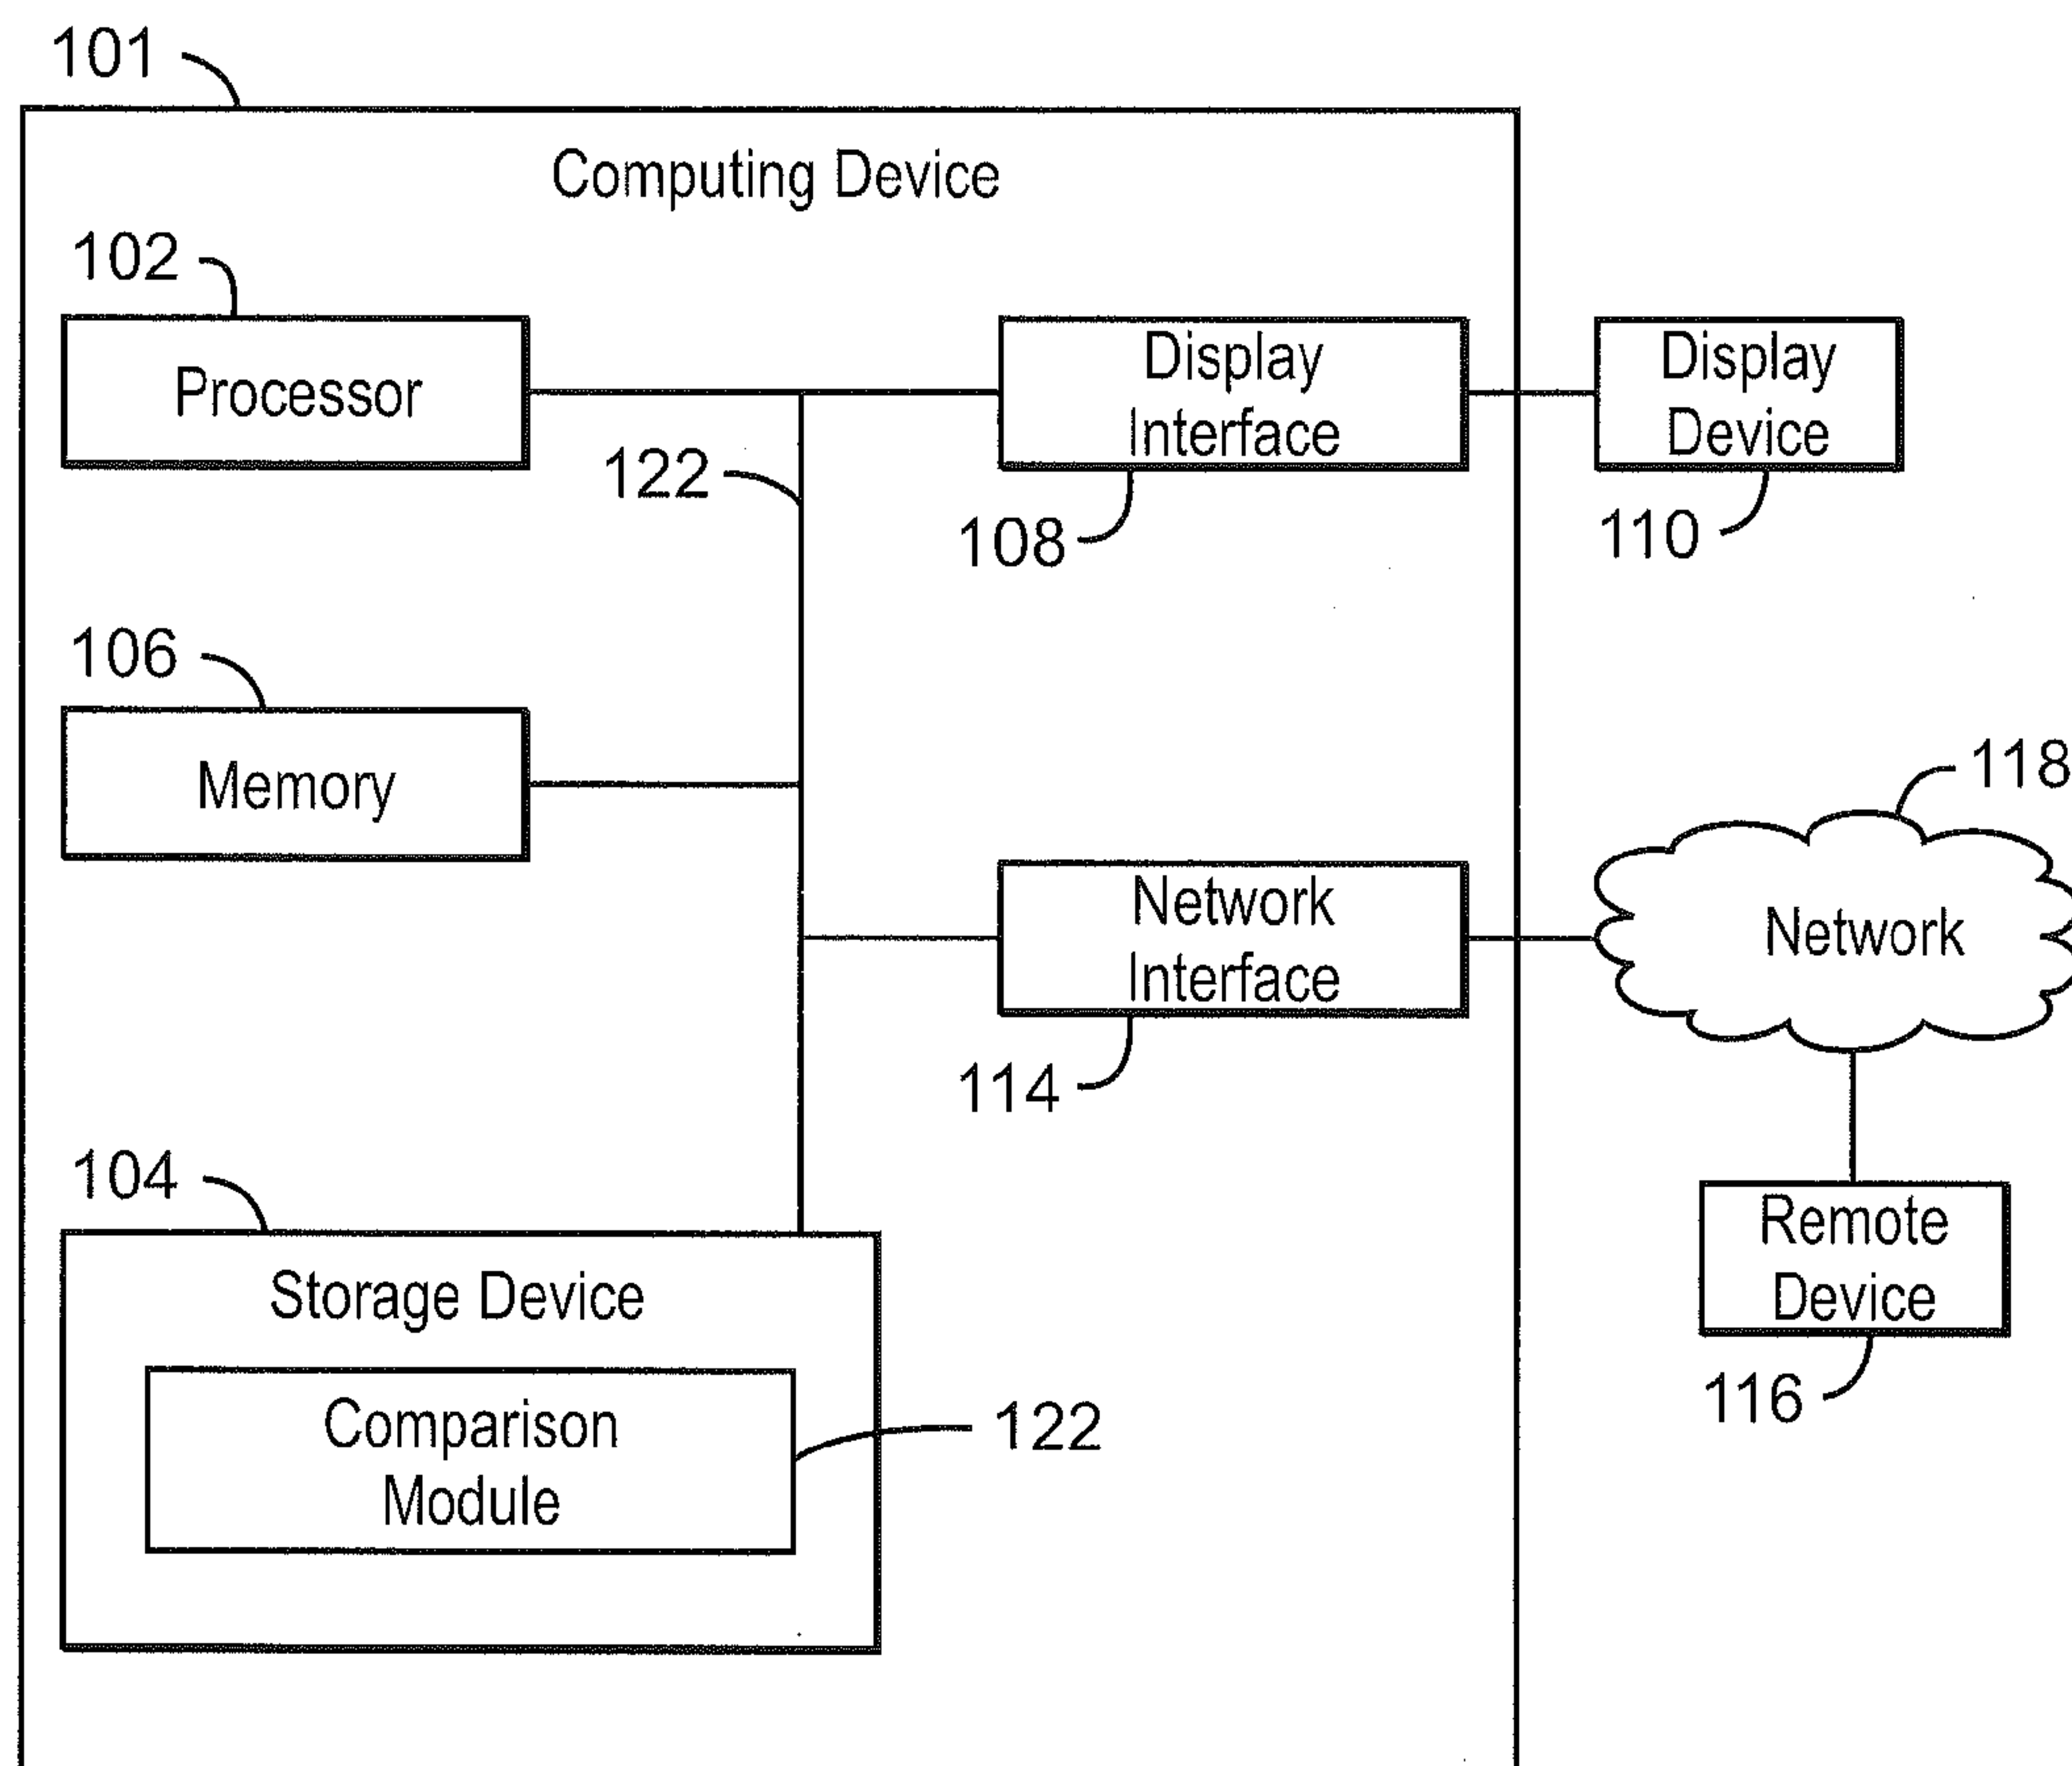 101
Computing Device
102
Processor
122
Display
Interface
108
Display
Device
110
106
Memory
118
Network
Interface
114
Network
104
Storage Device
Comparison
Module
122
Remote
Device
116